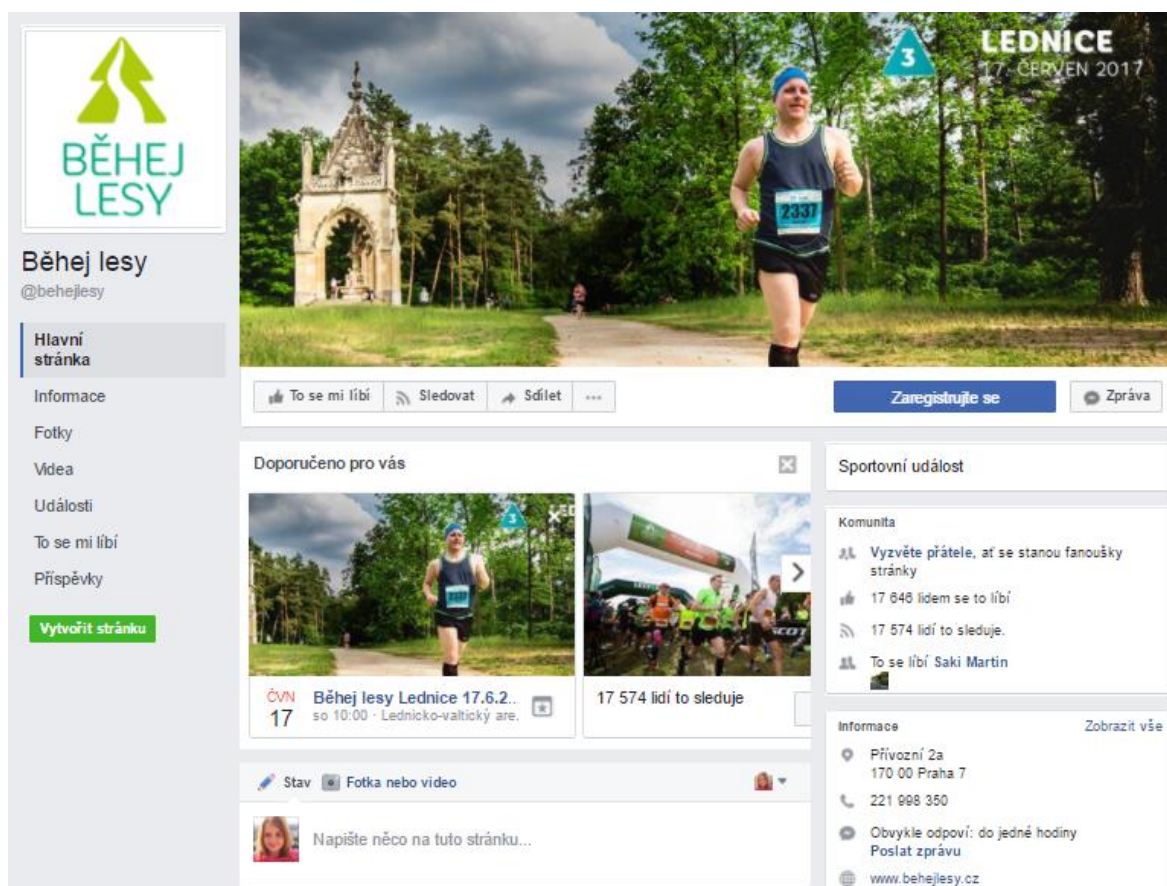 BĚHEJ
LESY
Běhej lesy
@behejlesy
Hlavní
stránka
Informace
Fotky
Videa
Události
To se mi líbí
Příspěvky
Vytvořit stránku
3
LEDNICE
17. ČERVEN 2017
2337
To se mi líbí
Sledovat
Sdílet
...
Zaregistrujte se
Zpráva
Doporučeno pro vás
3
ČVN
17
Běhej lesy Lednice 17.6.2..
so 10:00 · Lednicko-valtický are.
SCOT
17 574 lidí to sleduje
Stav
Fotka nebo video
Napište něco na tuto stránku...
Sportovní událost
Komunita
Vyzvěte přátele, ať se stanou fanoušky
stránky
17 646 lidem se to líbí
17 574 lidí to sleduje.
To se líbí Saki Martin
Informace
Zobrazit vše
Přívozní 2a
170 00 Praha 7
221 998 350
Obvykle odpoví: do jedné hodiny
Poslat zprávu
www.behejlesy.cz